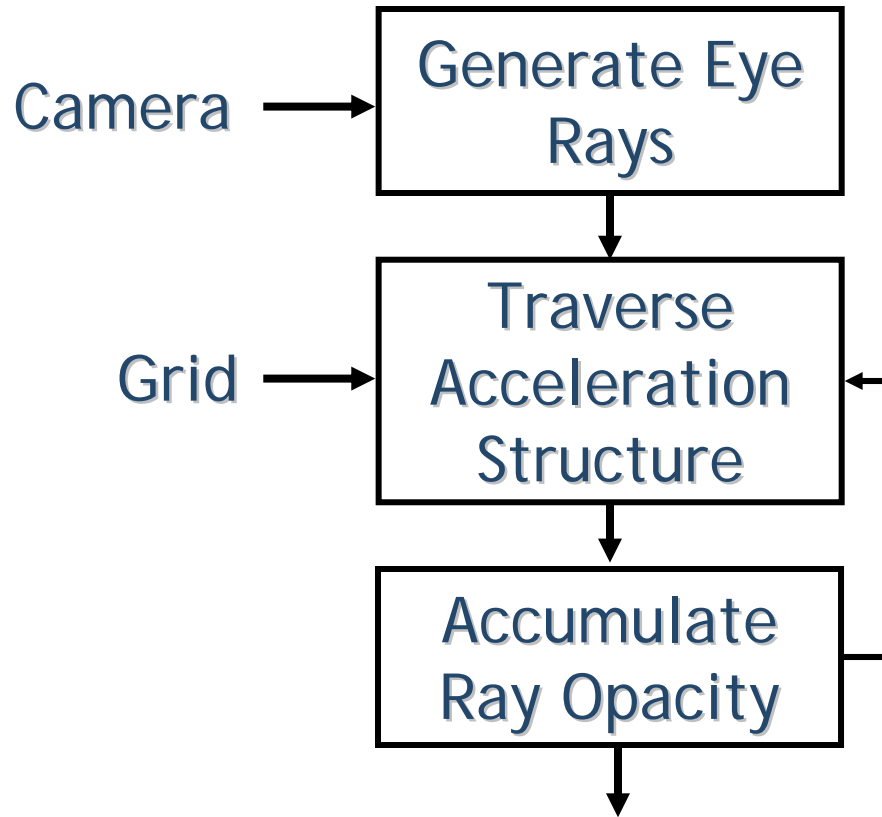 Camera
Generate Eye
Rays
Grid
Traverse
Acceleration
Structure
Accumulate
Ray Opacity